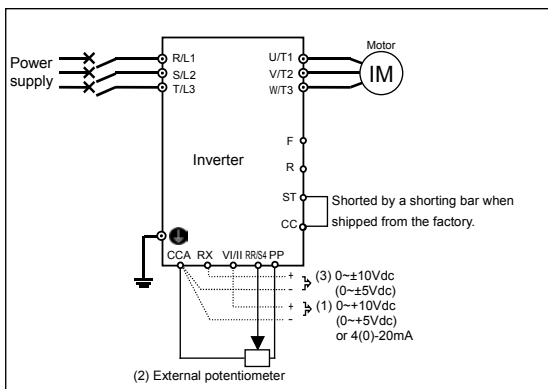 Motor
Power supply
R/L1
S/L2
T/L3
U/T1
V/T2
W/T3
IM
F
R
Inverter
ST
CC
Shorted by a shorting bar when
shipped from the factory.
CCA RX VI/II RR/S4 PP
+
-
(3) 0~±10Vdc
(0~±5Vdc)
+
-
(1) 0~+10Vdc
(0~+5Vdc)
or 4(0)-20mA
(2) External potentiometer